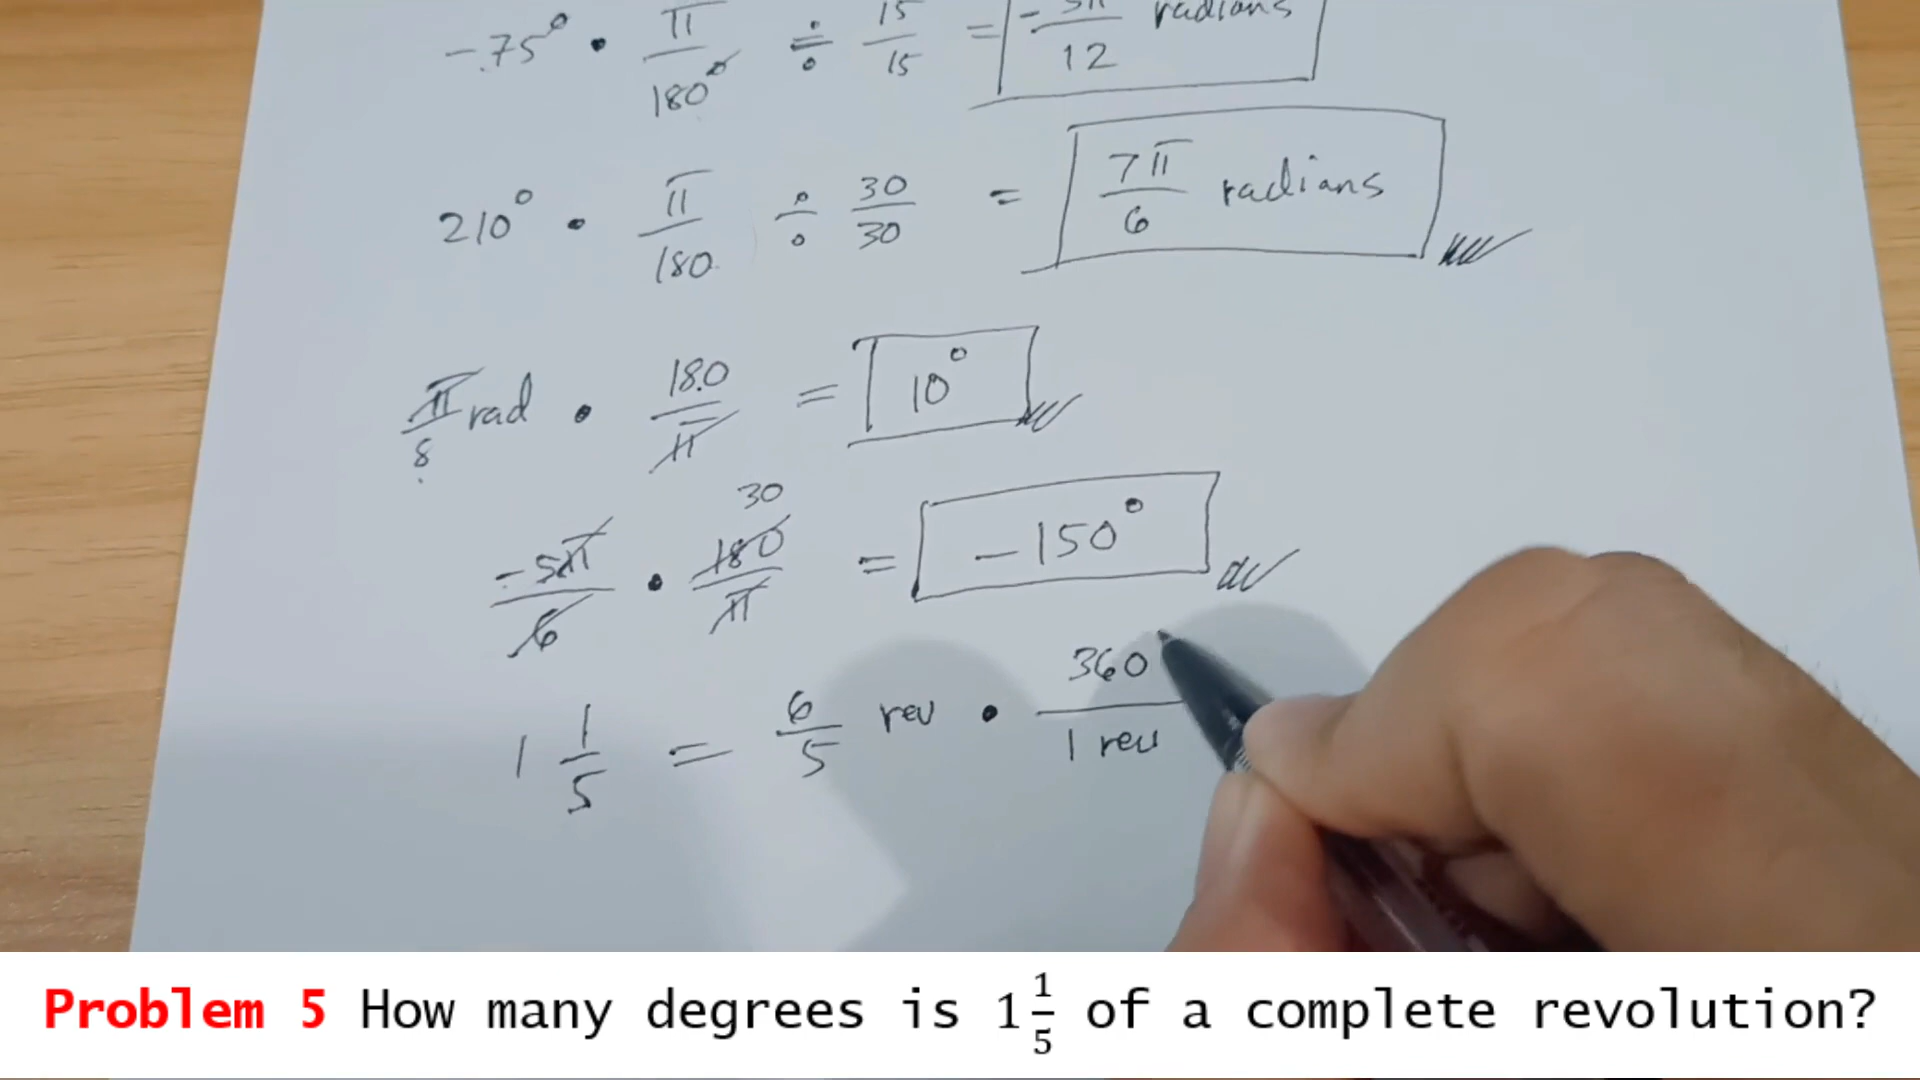 -75° • π/180° ÷ 15/15 = -5π/12 radians
210° • π/180 ÷ 30/30 = 7π/6 radians
π/8 rad • 180/π = 10°
30
-5π/6 • 180/π = -150°
1 1/5 = 6/5 rev • 360/1 rev
Problem 5 How many degrees is 1 1/5 of a complete revolution?